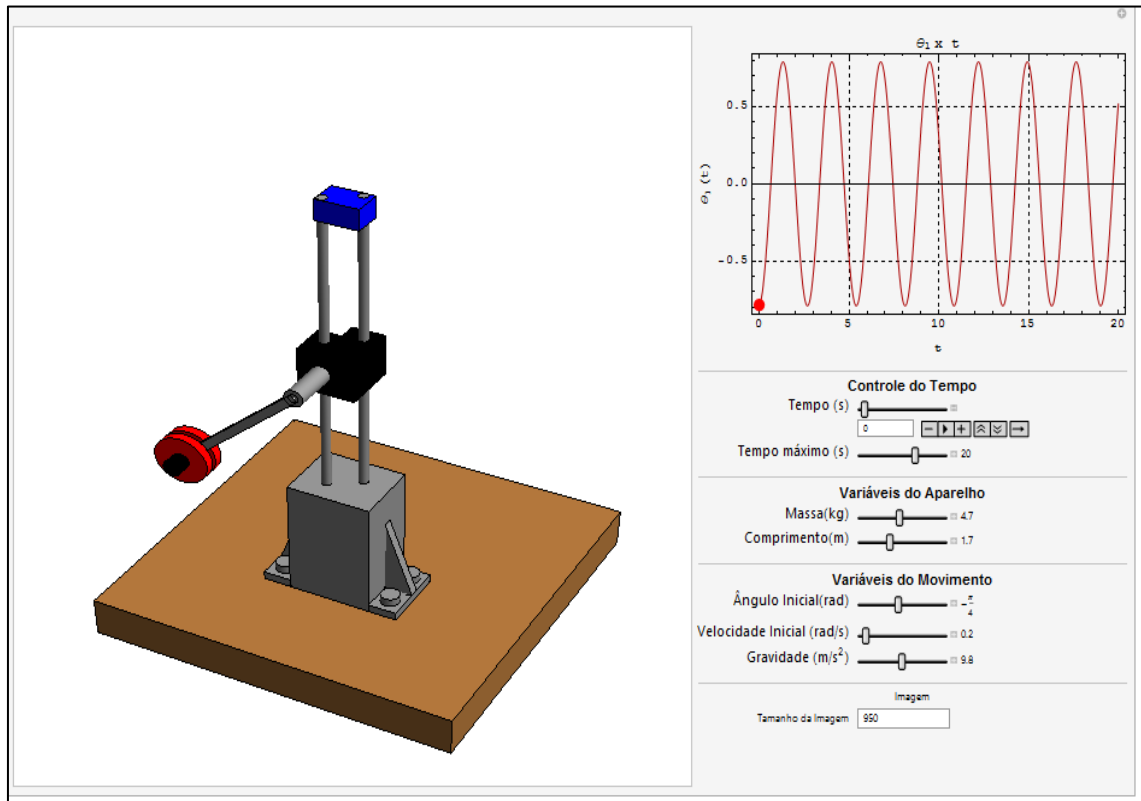 θ₁ x t
0.5
0.0
-0.5
θ₁ (t)
0 5 10 15 20
t
Controle do Tempo
Tempo (s)
0
Tempo máximo (s) 20
Variáveis do Aparelho
Massa(kg) 4.7
Comprimento(m) 1.7
Variáveis do Movimento
Ângulo Inicial(rad) -π/4
Velocidade Inicial (rad/s) 0.2
Gravidade (m/s²) 9.8
Imagem
Tamanho da Imagem 950